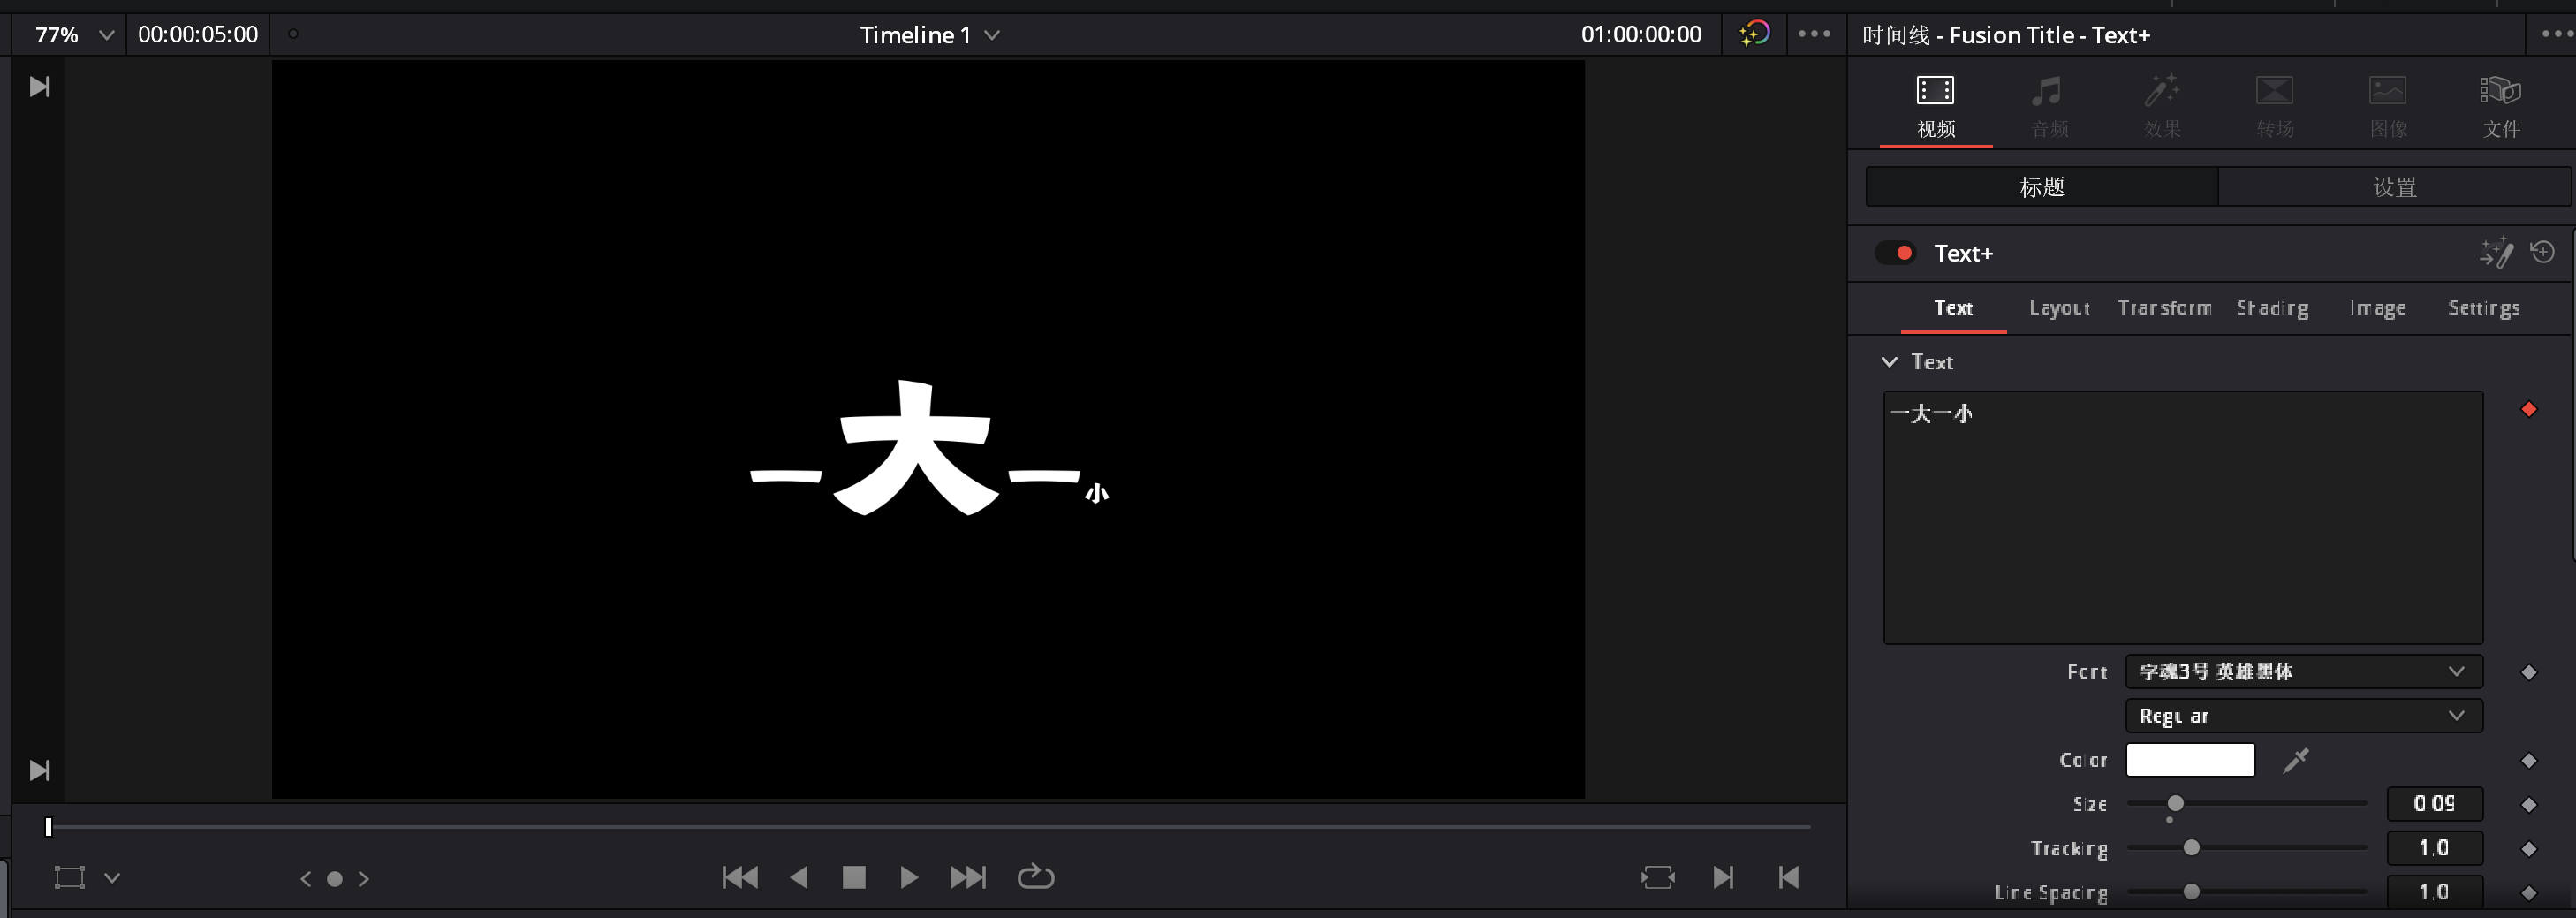 77% 00:00:05:00 Timeline 1 01:00:00:00 时间线 - Fusion Title - Text+
视频 音频 效果 转场 图像 文件
标题 设置
Text+
Text Layout Transform Shading Image Settings
Text
一大一小
一大一小
Font 字魂3号 英雄黑体
Regular
Color
Size 0.09
Tracking 1.0
Line Spacing 1.0